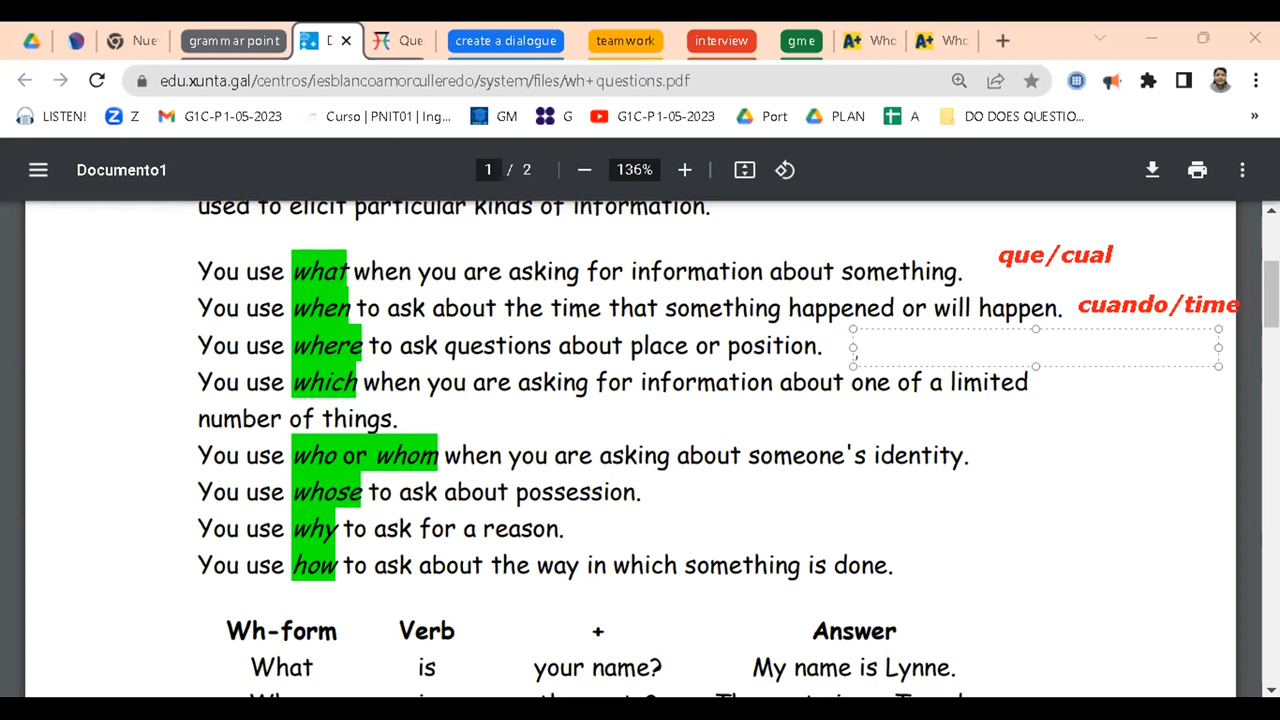 Nue
grammar point
D
Que
create a dialogue
teamwork
interview
gme
A+
Who
A+
Who
edu.xunta.gal/centros/iesblancoamorculleredo/system/files/wh+questions.pdf
LISTEN!
Z
G1C-P1-05-2023
Curso | PNIT01 | Ing...
GM
G
G1C-P1-05-2023
Port
PLAN
A
DO DOES QUESTIO...
Documento1
1 / 2
136%
used to elicit particular kinds of information.
que/cual
You use what when you are asking for information about something.
You use when to ask about the time that something happened or will happen. cuando/time
You use where to ask questions about place or position.
You use which when you are asking for information about one of a limited
number of things.
You use who or whom when you are asking about someone's identity.
You use whose to ask about possession.
You use why to ask for a reason.
You use how to ask about the way in which something is done.
Wh-form Verb + Answer
What is your name? My name is Lynne.